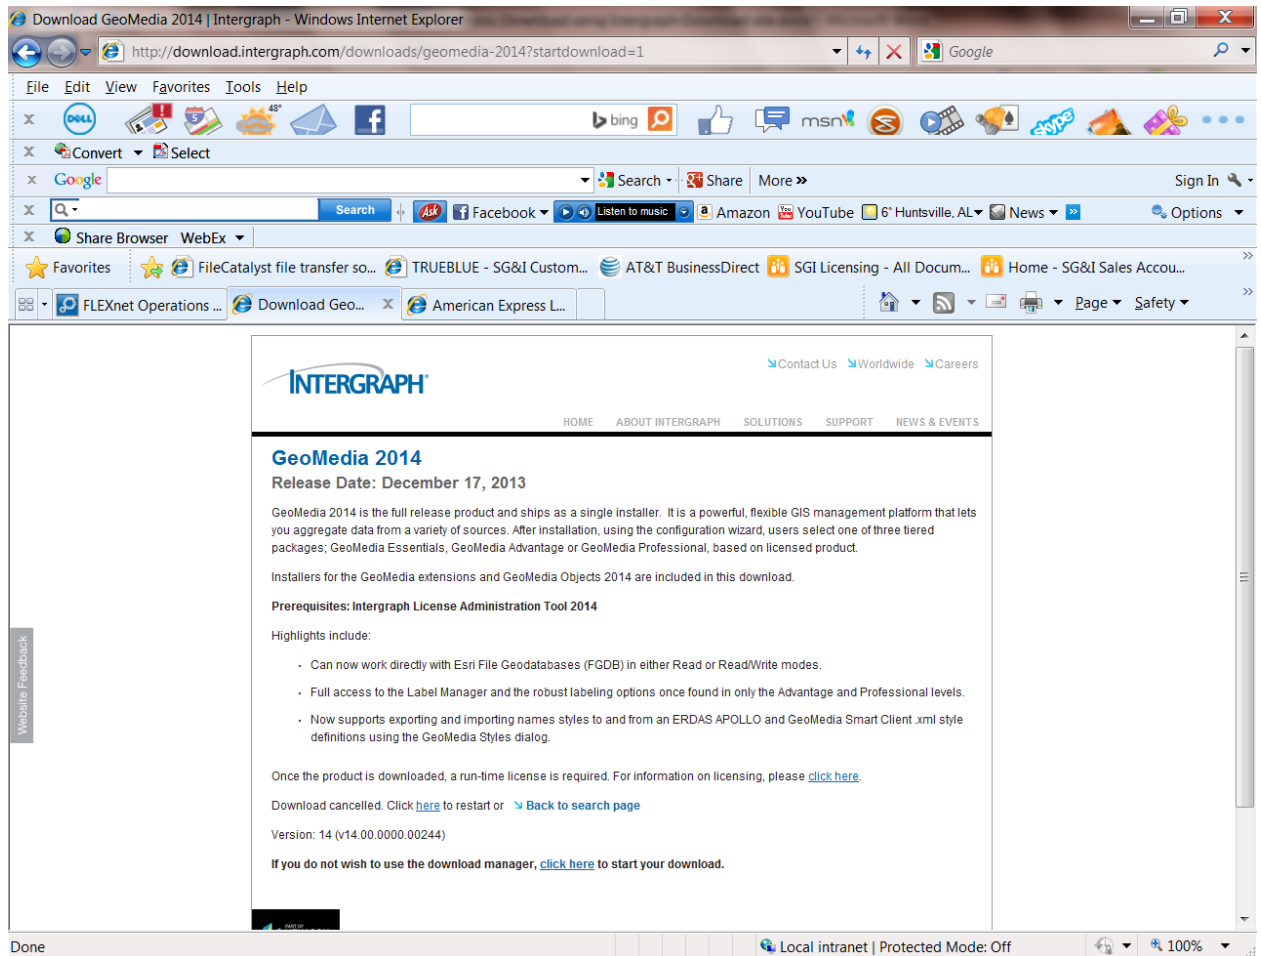 Download GeoMedia 2014 | Intergraph - Windows Internet Explorer
http://download.intergraph.com/downloads/geomedia-2014?startdownload=1
Google
File Edit View Favorites Tools Help
x DELL 48° bing msn skype
x Convert Select
x Google Search Share More » Sign In
x Search Ask Facebook Listen to music Amazon YouTube 6° Huntsville, AL News Options
x Share Browser WebEx
Favorites FileCatalyst file transfer so... TRUEBLUE - SG&I Custom... AT&T BusinessDirect SGI Licensing - All Docum... Home - SG&I Sales Accou...
FLEXnet Operations ... Download Geo... x American Express L... Page Safety
Contact Us Worldwide Careers
INTERGRAPH
HOME ABOUT INTERGRAPH SOLUTIONS SUPPORT NEWS & EVENTS
GeoMedia 2014
Release Date: December 17, 2013
GeoMedia 2014 is the full release product and ships as a single installer. It is a powerful, flexible GIS management platform that lets
you aggregate data from a variety of sources. After installation, using the configuration wizard, users select one of three tiered
packages; GeoMedia Essentials, GeoMedia Advantage or GeoMedia Professional, based on licensed product.
Installers for the GeoMedia extensions and GeoMedia Objects 2014 are included in this download.
Prerequisites: Intergraph License Administration Tool 2014
Highlights include:
· Can now work directly with Esri File Geodatabases (FGDB) in either Read or Read/Write modes.
· Full access to the Label Manager and the robust labeling options once found in only the Advantage and Professional levels.
· Now supports exporting and importing names styles to and from an ERDAS APOLLO and GeoMedia Smart Client .xml style
definitions using the GeoMedia Styles dialog.
Website Feedback
Once the product is downloaded, a run-time license is required. For information on licensing, please click here.
Download cancelled. Click here to restart or Back to search page
Version: 14 (v14.00.0000.00244)
If you do not wish to use the download manager, click here to start your download.
PART OF
Done Local intranet | Protected Mode: Off 100%